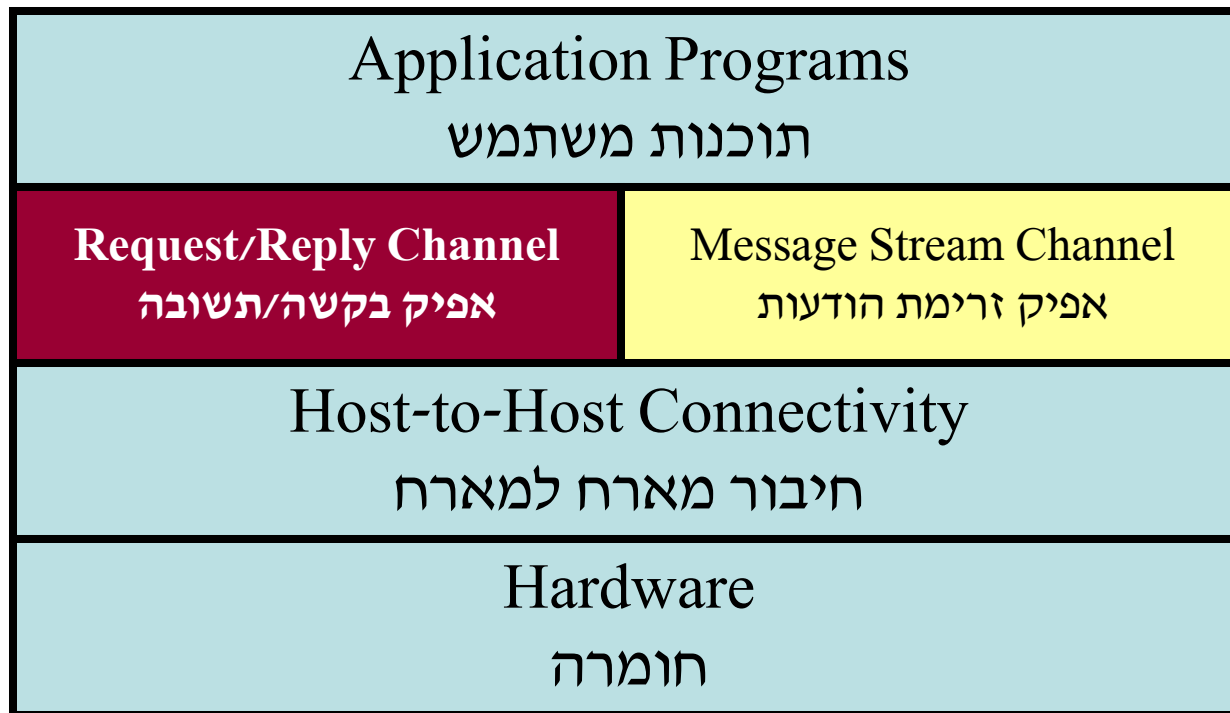 Application Programs
תוכנות משתמש
Request/Reply Channel
אפיק בקשה/תשובה
Message Stream Channel
אפיק זרימת הודעות
Host-to-Host Connectivity
חיבור מארח למארח
Hardware
חומרה